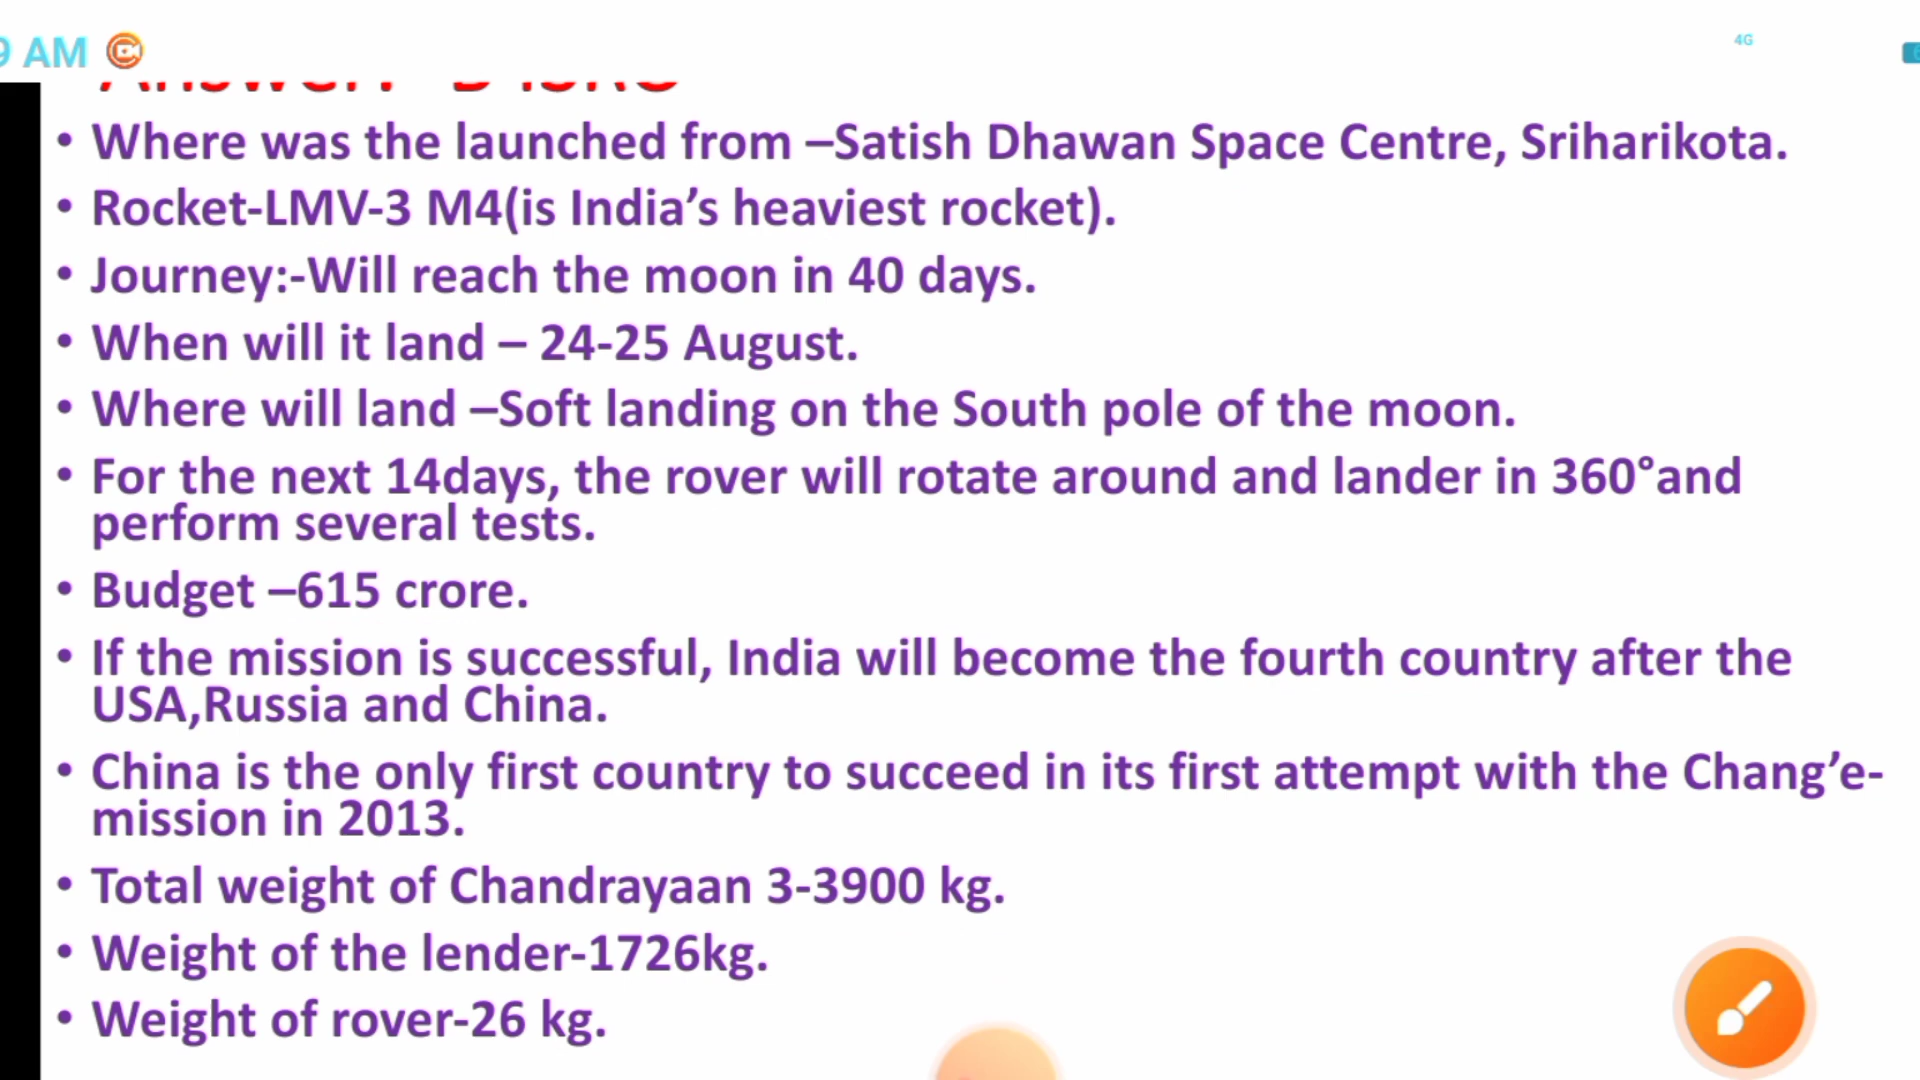 9 AM
4G
• Where was the launched from –Satish Dhawan Space Centre, Sriharikota.
• Rocket-LMV-3 M4(is India’s heaviest rocket).
• Journey:-Will reach the moon in 40 days.
• When will it land – 24-25 August.
• Where will land –Soft landing on the South pole of the moon.
• For the next 14days, the rover will rotate around and lander in 360°and
perform several tests.
• Budget –615 crore.
• If the mission is successful, India will become the fourth country after the
USA,Russia and China.
• China is the only first country to succeed in its first attempt with the Chang’e-
mission in 2013.
• Total weight of Chandrayaan 3-3900 kg.
• Weight of the lender-1726kg.
• Weight of rover-26 kg.